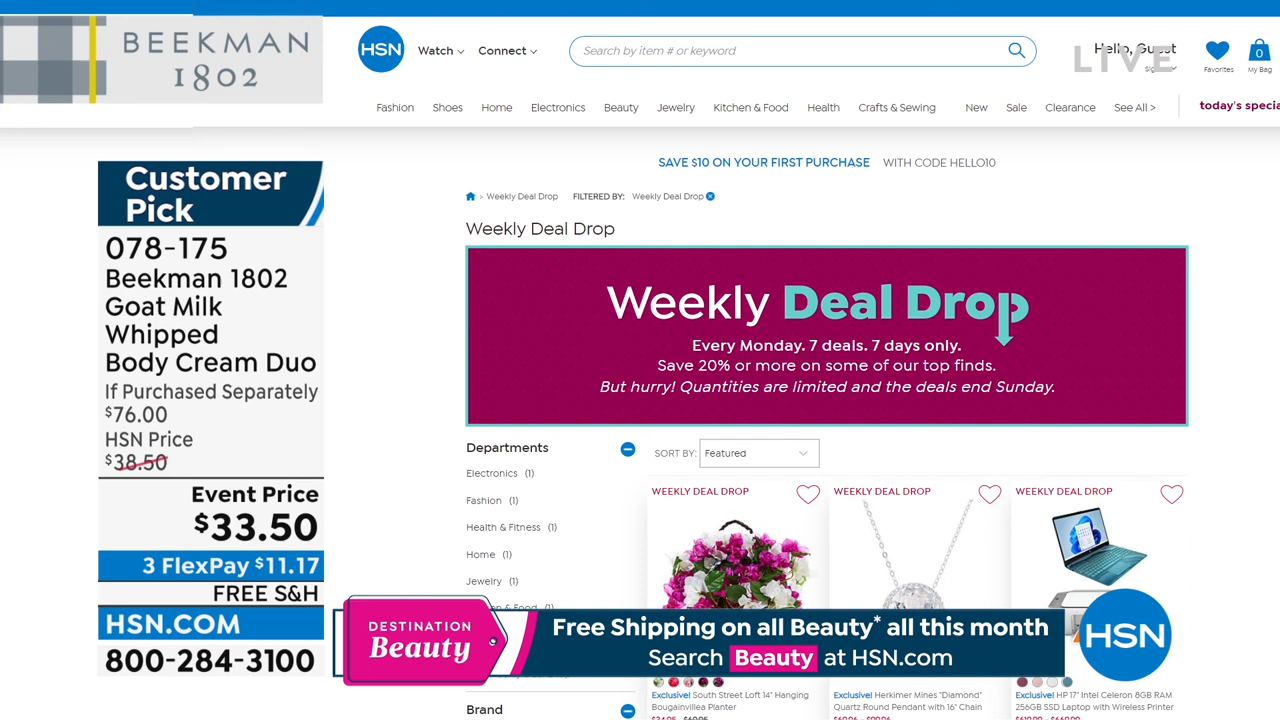 BEEKMAN
1802
HSN
Watch
Connect
Search by item # or keyword
Hello, Guest
LIVE
Favorites
0
My Bag
Fashion
Shoes
Home
Electronics
Beauty
Jewelry
Kitchen & Food
Health
Crafts & Sewing
New
Sale
Clearance
See All >
today's specia
SAVE $10 ON YOUR FIRST PURCHASE WITH CODE HELLO10
> Weekly Deal Drop
FILTERED BY: Weekly Deal Drop
Weekly Deal Drop
Weekly Deal Drop
Every Monday. 7 deals. 7 days only.
Save 20% or more on some of our top finds.
But hurry! Quantities are limited and the deals end Sunday.
Customer
Pick
078-175
Beekman 1802
Goat Milk
Whipped
Body Cream Duo
If Purchased Separately
$76.00
HSN Price
$38.50
Event Price
$33.50
3 FlexPay $11.17
FREE S&H
HSN.COM
800-284-3100
Departments
Electronics (1)
Fashion (1)
Health & Fitness (1)
Home (1)
Jewelry (1)
Brand
SORT BY: Featured
WEEKLY DEAL DROP
WEEKLY DEAL DROP
WEEKLY DEAL DROP
DESTINATION
Beauty
Free Shipping on all Beauty* all this month
Search Beauty at HSN.com
HSN
Exclusive! South Street Loft 14" Hanging
Bougainvillea Planter
Exclusive! Herkimer Mines "Diamond"
Quartz Round Pendant with 16" Chain
Exclusive! HP 17" Intel Celeron 8GB RAM
256GB SSD Laptop with Wireless Printer